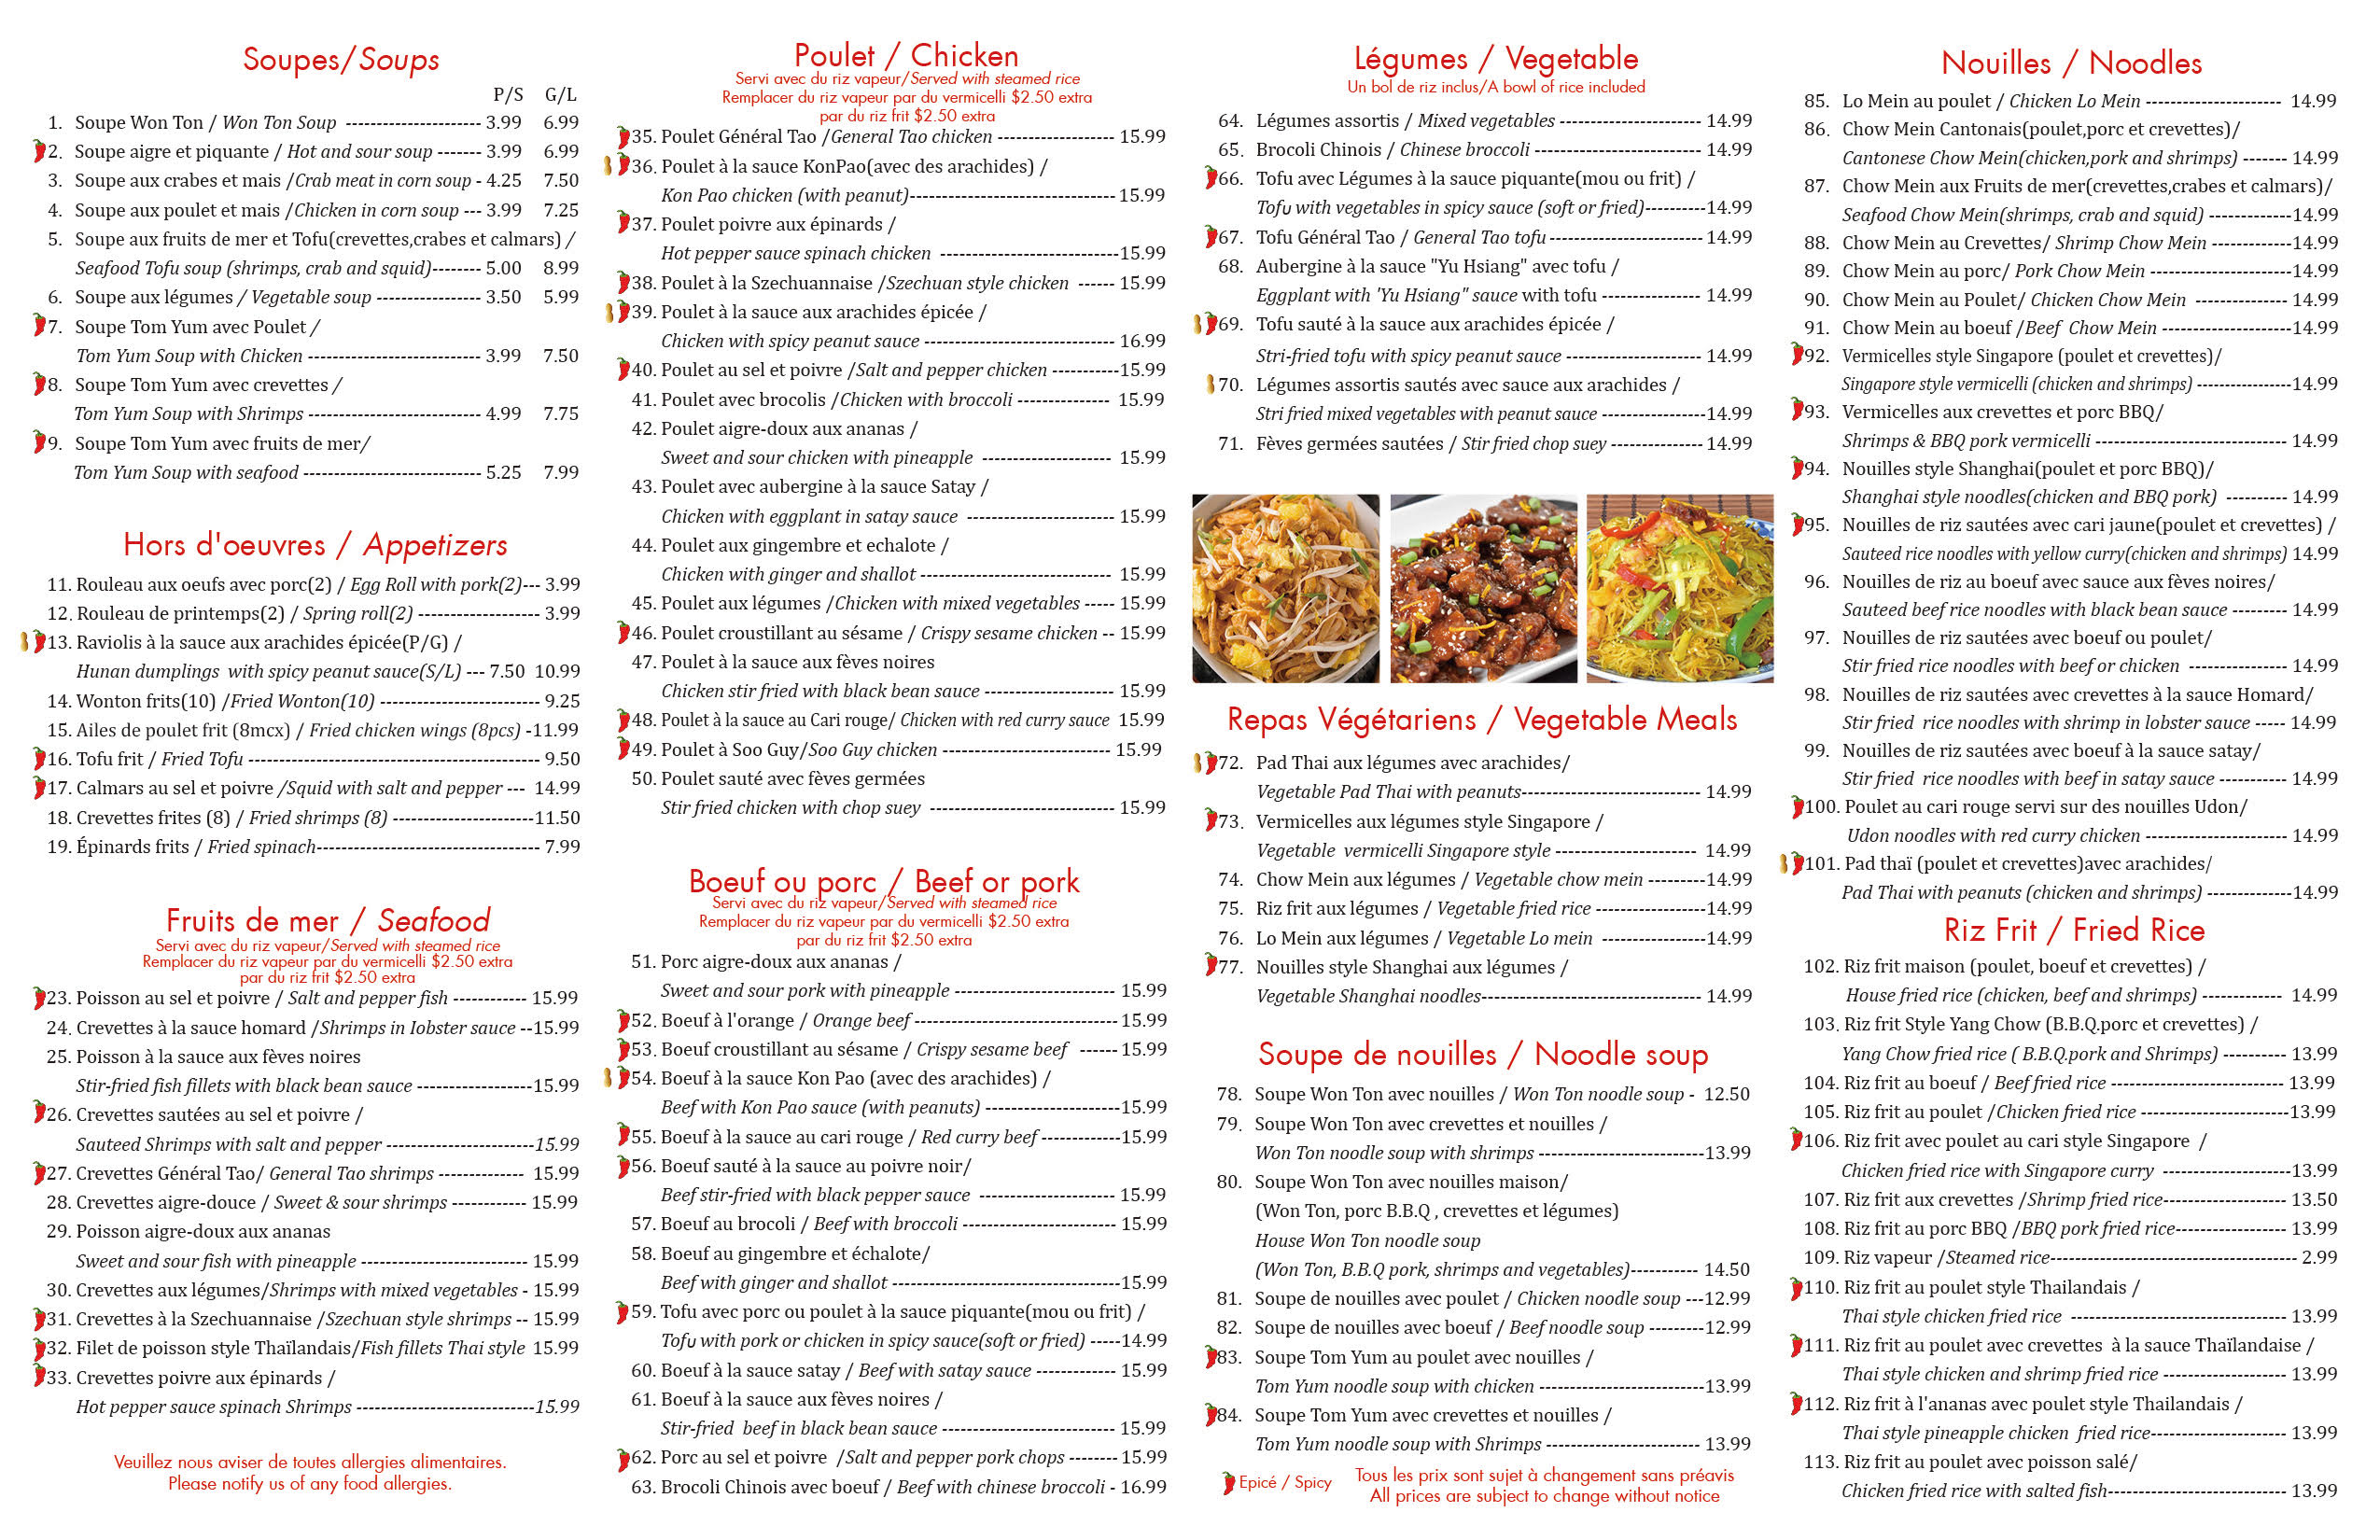 Soupes/Soups
P/S G/L
1. Soupe Won Ton / Won Ton Soup ---------------------- 3.99 6.99
2. Soupe aigre et piquante / Hot and sour soup ------- 3.99 6.99
3. Soupe aux crabes et mais /Crab meat in corn soup - 4.25 7.50
4. Soupe aux poulet et mais /Chicken in corn soup --- 3.99 7.25
5. Soupe aux fruits de mer et Tofu(crevettes,crabes et calmars) /
Seafood Tofu soup (shrimps, crab and squid)-------- 5.00 8.99
6. Soupe aux légumes / Vegetable soup ----------------- 3.50 5.99
7. Soupe Tom Yum avec Poulet /
Tom Yum Soup with Chicken ---------------------------- 3.99 7.50
8. Soupe Tom Yum avec crevettes /
Tom Yum Soup with Shrimps ---------------------------- 4.99 7.75
9. Soupe Tom Yum avec fruits de mer/
Tom Yum Soup with seafood ----------------------------- 5.25 7.99
Hors d'oeuvres / Appetizers
11. Rouleau aux oeufs avec porc(2) / Egg Roll with pork(2)--- 3.99
12. Rouleau de printemps(2) / Spring roll(2) -------------------- 3.99
13. Raviolis à la sauce aux arachides épicée(P/G) /
Hunan dumplings with spicy peanut sauce(S/L) --- 7.50 10.99
14. Wonton frits(10) /Fried Wonton(10) -------------------------- 9.25
15. Ailes de poulet frit (8mcx) / Fried chicken wings (8pcs) -11.99
16. Tofu frit / Fried Tofu ------------------------------------------------ 9.50
17. Calmars au sel et poivre /Squid with salt and pepper --- 14.99
18. Crevettes frites (8) / Fried shrimps (8) -----------------------11.50
19. Épinards frits / Fried spinach------------------------------------- 7.99
Fruits de mer / Seafood
Servi avec du riz vapeur/Served with steamed rice
Remplacer du riz vapeur par du vermicelli $2.50 extra
par du riz frit $2.50 extra
23. Poisson au sel et poivre / Salt and pepper fish ------------ 15.99
24. Crevettes à la sauce homard /Shrimps in lobster sauce --15.99
25. Poisson à la sauce aux fèves noires
Stir-fried fish fillets with black bean sauce -------------------15.99
26. Crevettes sautées au sel et poivre /
Sauteed Shrimps with salt and pepper ------------------------15.99
27. Crevettes Général Tao/ General Tao shrimps -------------- 15.99
28. Crevettes aigre-douce / Sweet & sour shrimps ------------ 15.99
29. Poisson aigre-doux aux ananas
Sweet and sour fish with pineapple --------------------------- 15.99
30. Crevettes aux légumes/Shrimps with mixed vegetables - 15.99
31. Crevettes à la Szechuannaise /Szechuan style shrimps -- 15.99
32. Filet de poisson style Thaïlandais/Fish fillets Thai style 15.99
33. Crevettes poivre aux épinards /
Hot pepper sauce spinach Shrimps -----------------------------15.99
Veuillez nous aviser de toutes allergies alimentaires.
Please notify us of any food allergies.
Poulet / Chicken
Servi avec du riz vapeur/Served with steamed rice
Remplacer du riz vapeur par du vermicelli $2.50 extra
par du riz frit $2.50 extra
35. Poulet Général Tao /General Tao chicken ------------------- 15.99
36. Poulet à la sauce KonPao(avec des arachides) /
Kon Pao chicken (with peanut)---------------------------------- 15.99
37. Poulet poivre aux épinards /
Hot pepper sauce spinach chicken -----------------------------15.99
38. Poulet à la Szechuannaise /Szechuan style chicken ------ 15.99
39. Poulet à la sauce aux arachides épicée /
Chicken with spicy peanut sauce ------------------------------- 16.99
40. Poulet au sel et poivre /Salt and pepper chicken -----------15.99
41. Poulet avec brocolis /Chicken with broccoli --------------- 15.99
42. Poulet aigre-doux aux ananas /
Sweet and sour chicken with pineapple --------------------- 15.99
43. Poulet avec aubergine à la sauce Satay /
Chicken with eggplant in satay sauce ------------------------ 15.99
44. Poulet aux gingembre et echalote /
Chicken with ginger and shallot ------------------------------- 15.99
45. Poulet aux légumes /Chicken with mixed vegetables ----- 15.99
46. Poulet croustillant au sésame / Crispy sesame chicken -- 15.99
47. Poulet à la sauce aux fèves noires
Chicken stir fried with black bean sauce --------------------- 15.99
48. Poulet à la sauce au Cari rouge/ Chicken with red curry sauce 15.99
49. Poulet à Soo Guy/Soo Guy chicken --------------------------- 15.99
50. Poulet sauté avec fèves germées
Stir fried chicken with chop suey ------------------------------ 15.99
Boeuf ou porc / Beef or pork
Servi avec du riz vapeur/Served with steamed rice
Remplacer du riz vapeur par du vermicelli $2.50 extra
par du riz frit $2.50 extra
51. Porc aigre-doux aux ananas /
Sweet and sour pork with pineapple -------------------------- 15.99
52. Boeuf à l'orange / Orange beef --------------------------------- 15.99
53. Boeuf croustillant au sésame / Crispy sesame beef ------ 15.99
54. Boeuf à la sauce Kon Pao (avec des arachides) /
Beef with Kon Pao sauce (with peanuts) ----------------------15.99
55. Boeuf à la sauce au cari rouge / Red curry beef -------------15.99
56. Boeuf sauté à la sauce au poivre noir/
Beef stir-fried with black pepper sauce ---------------------- 15.99
57. Boeuf au brocoli / Beef with broccoli ------------------------- 15.99
58. Boeuf au gingembre et échalote/
Beef with ginger and shallot -------------------------------------15.99
59. Tofu avec porc ou poulet à la sauce piquante(mou ou frit) /
Tofu with pork or chicken in spicy sauce(soft or fried) -----14.99
60. Boeuf à la sauce satay / Beef with satay sauce ------------- 15.99
61. Boeuf à la sauce aux fèves noires /
Stir-fried beef in black bean sauce ---------------------------- 15.99
62. Porc au sel et poivre /Salt and pepper pork chops -------- 15.99
63. Brocoli Chinois avec boeuf / Beef with chinese broccoli - 16.99
Légumes / Vegetable
Un bol de riz inclus/A bowl of rice included
64. Légumes assortis / Mixed vegetables ----------------------- 14.99
65. Brocoli Chinois / Chinese broccoli --------------------------- 14.99
66. Tofu avec Légumes à la sauce piquante(mou ou frit) /
Tofu with vegetables in spicy sauce (soft or fried)----------14.99
67. Tofu Général Tao / General Tao tofu ------------------------- 14.99
68. Aubergine à la sauce "Yu Hsiang" avec tofu /
Eggplant with 'Yu Hsiang" sauce with tofu ---------------- 14.99
69. Tofu sauté à la sauce aux arachides épicée /
Stri-fried tofu with spicy peanut sauce ---------------------- 14.99
70. Légumes assortis sautés avec sauce aux arachides /
Stri fried mixed vegetables with peanut sauce -----------------14.99
71. Fèves germées sautées / Stir fried chop suey --------------- 14.99
Repas Végétariens / Vegetable Meals
72. Pad Thai aux légumes avec arachides/
Vegetable Pad Thai with peanuts----------------------------- 14.99
73. Vermicelles aux légumes style Singapore /
Vegetable vermicelli Singapore style ----------------------- 14.99
74. Chow Mein aux légumes / Vegetable chow mein ---------14.99
75. Riz frit aux légumes / Vegetable fried rice ------------------14.99
76. Lo Mein aux légumes / Vegetable Lo mein -----------------14.99
77. Nouilles style Shanghai aux légumes /
Vegetable Shanghai noodles------------------------------------ 14.99
Soupe de nouilles / Noodle soup
78. Soupe Won Ton avec nouilles / Won Ton noodle soup - 12.50
79. Soupe Won Ton avec crevettes et nouilles /
Won Ton noodle soup with shrimps ---------------------------13.99
80. Soupe Won Ton avec nouilles maison/
(Won Ton, porc B.B.Q , crevettes et légumes)
House Won Ton noodle soup
(Won Ton, B.B.Q pork, shrimps and vegetables)----------- 14.50
81. Soupe de nouilles avec poulet / Chicken noodle soup ---12.99
82. Soupe de nouilles avec boeuf / Beef noodle soup ---------12.99
83. Soupe Tom Yum au poulet avec nouilles /
Tom Yum noodle soup with chicken ---------------------------13.99
84. Soupe Tom Yum avec crevettes et nouilles /
Tom Yum noodle soup with Shrimps ------------------------- 13.99
Epicé / Spicy
Tous les prix sont sujet à changement sans préavis
All prices are subject to change without notice
Nouilles / Noodles
85. Lo Mein au poulet / Chicken Lo Mein ---------------------- 14.99
86. Chow Mein Cantonais(poulet,porc et crevettes)/
Cantonese Chow Mein(chicken,pork and shrimps) ------- 14.99
87. Chow Mein aux Fruits de mer(crevettes,crabes et calmars)/
Seafood Chow Mein(shrimps, crab and squid) -------------14.99
88. Chow Mein au Crevettes/ Shrimp Chow Mein -------------14.99
89. Chow Mein au porc/ Pork Chow Mein -----------------------14.99
90. Chow Mein au Poulet/ Chicken Chow Mein --------------- 14.99
91. Chow Mein au boeuf /Beef Chow Mein ---------------------14.99
92. Vermicelles style Singapore (poulet et crevettes)/
Singapore style vermicelli (chicken and shrimps) ----------------14.99
93. Vermicelles aux crevettes et porc BBQ/
Shrimps & BBQ pork vermicelli ------------------------------- 14.99
94. Nouilles style Shanghai(poulet et porc BBQ)/
Shanghai style noodles(chicken and BBQ pork) ---------- 14.99
95. Nouilles de riz sautées avec cari jaune(poulet et crevettes) /
Sauteed rice noodles with yellow curry(chicken and shrimps) 14.99
96. Nouilles de riz au boeuf avec sauce aux fèves noires/
Sauteed beef rice noodles with black bean sauce --------- 14.99
97. Nouilles de riz sautées avec boeuf ou poulet/
Stir fried rice noodles with beef or chicken ---------------- 14.99
98. Nouilles de riz sautées avec crevettes à la sauce Homard/
Stir fried rice noodles with shrimp in lobster sauce ----- 14.99
99. Nouilles de riz sautées avec boeuf à la sauce satay/
Stir fried rice noodles with beef in satay sauce ----------- 14.99
100. Poulet au cari rouge servi sur des nouilles Udon/
Udon noodles with red curry chicken ----------------------- 14.99
101. Pad thaï (poulet et crevettes)avec arachides/
Pad Thai with peanuts (chicken and shrimps) --------------14.99
Riz Frit / Fried Rice
102. Riz frit maison (poulet, boeuf et crevettes) /
House fried rice (chicken, beef and shrimps) ------------- 14.99
103. Riz frit Style Yang Chow (B.B.Q.porc et crevettes) /
Yang Chow fried rice ( B.B.Q.pork and Shrimps) ---------- 13.99
104. Riz frit au boeuf / Beef fried rice ---------------------------- 13.99
105. Riz frit au poulet /Chicken fried rice ------------------------13.99
106. Riz frit avec poulet au cari style Singapore /
Chicken fried rice with Singapore curry ---------------------13.99
107. Riz frit aux crevettes /Shrimp fried rice-------------------- 13.50
108. Riz frit au porc BBQ /BBQ pork fried rice------------------ 13.99
109. Riz vapeur /Steamed rice---------------------------------------- 2.99
110. Riz frit au poulet style Thailandais /
Thai style chicken fried rice ----------------------------------- 13.99
111. Riz frit au poulet avec crevettes à la sauce Thaïlandaise /
Thai style chicken and shrimp fried rice -------------------- 13.99
112. Riz frit à l'ananas avec poulet style Thailandais /
Thai style pineapple chicken fried rice---------------------- 13.99
113. Riz frit au poulet avec poisson salé/
Chicken fried rice with salted fish----------------------------- 13.99